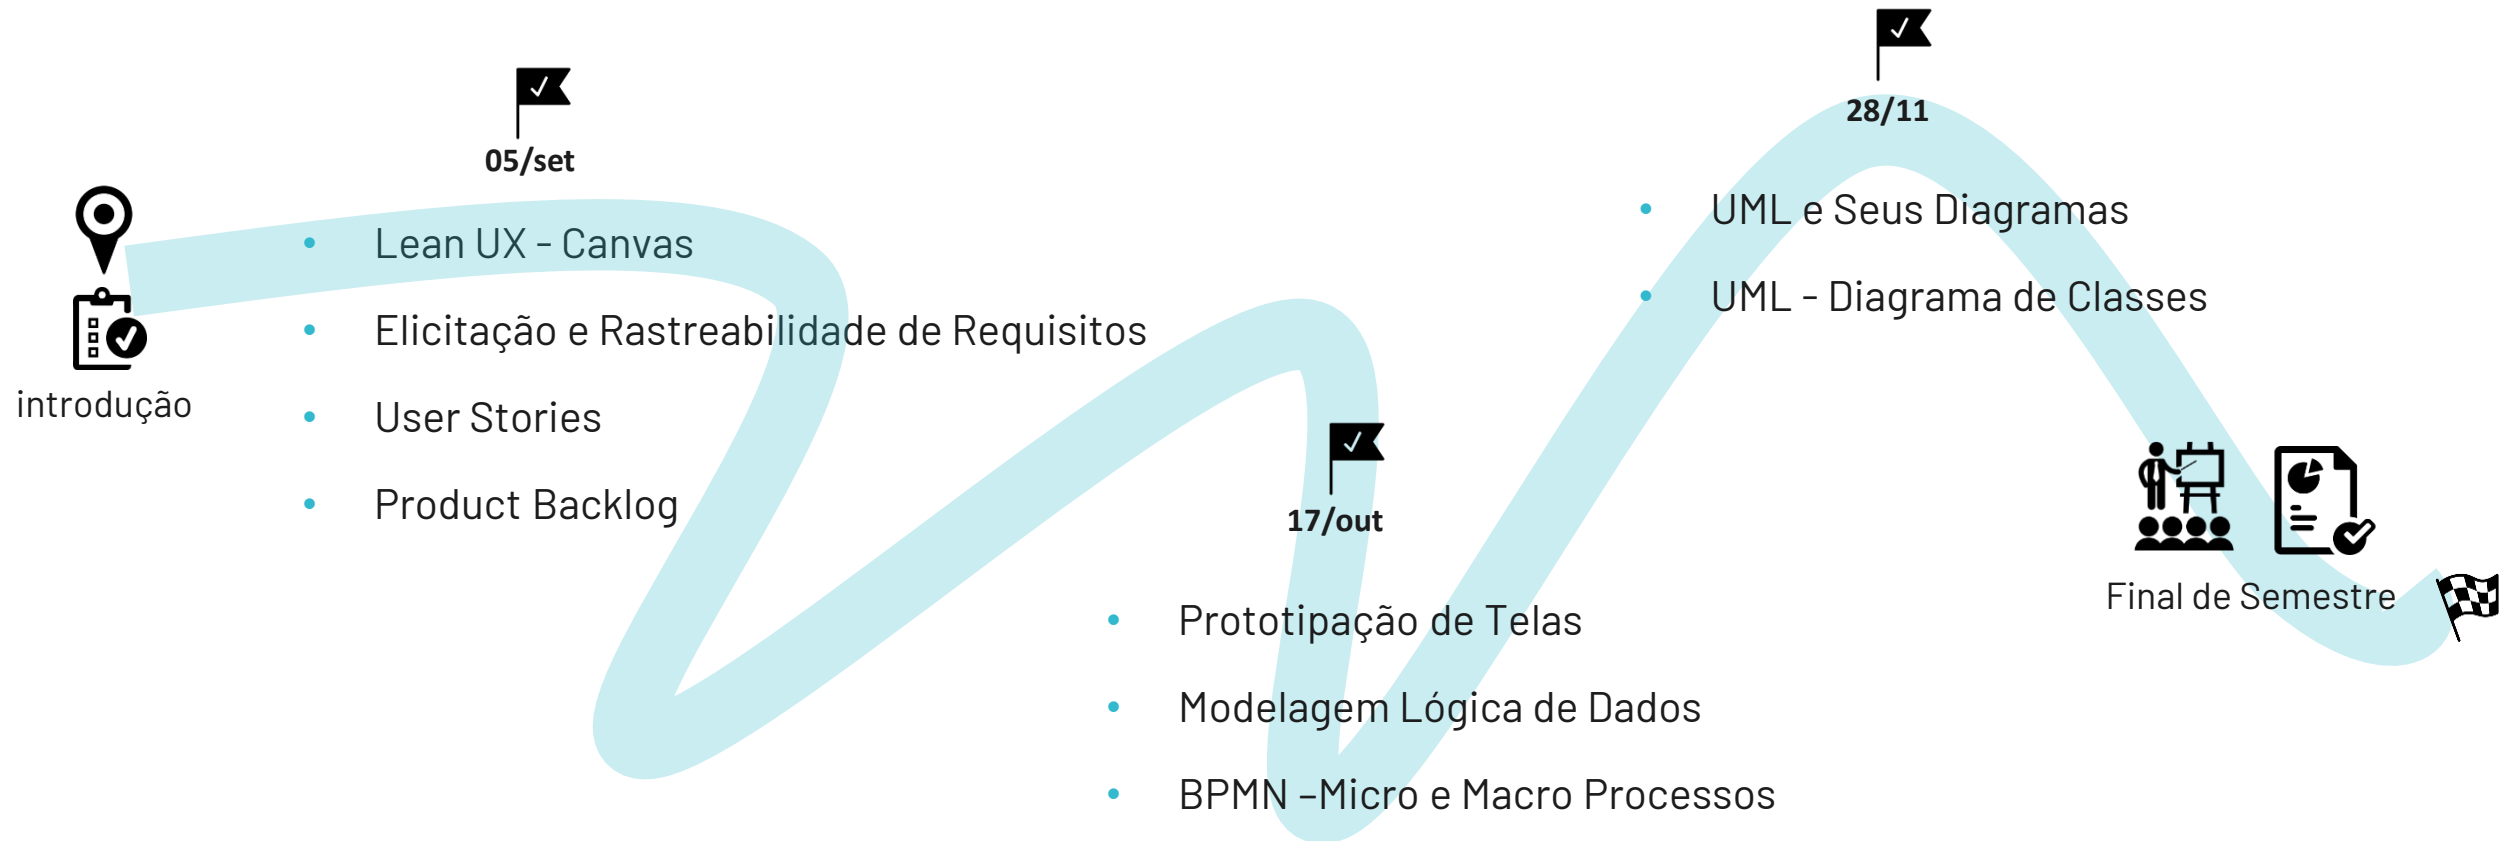 introdução
05/set
• Lean UX - Canvas
• Elicitação e Rastreabilidade de Requisitos
• User Stories
• Product Backlog
17/out
• Prototipação de Telas
• Modelagem Lógica de Dados
• BPMN –Micro e Macro Processos
28/11
• UML e Seus Diagramas
• UML - Diagrama de Classes
Final de Semestre